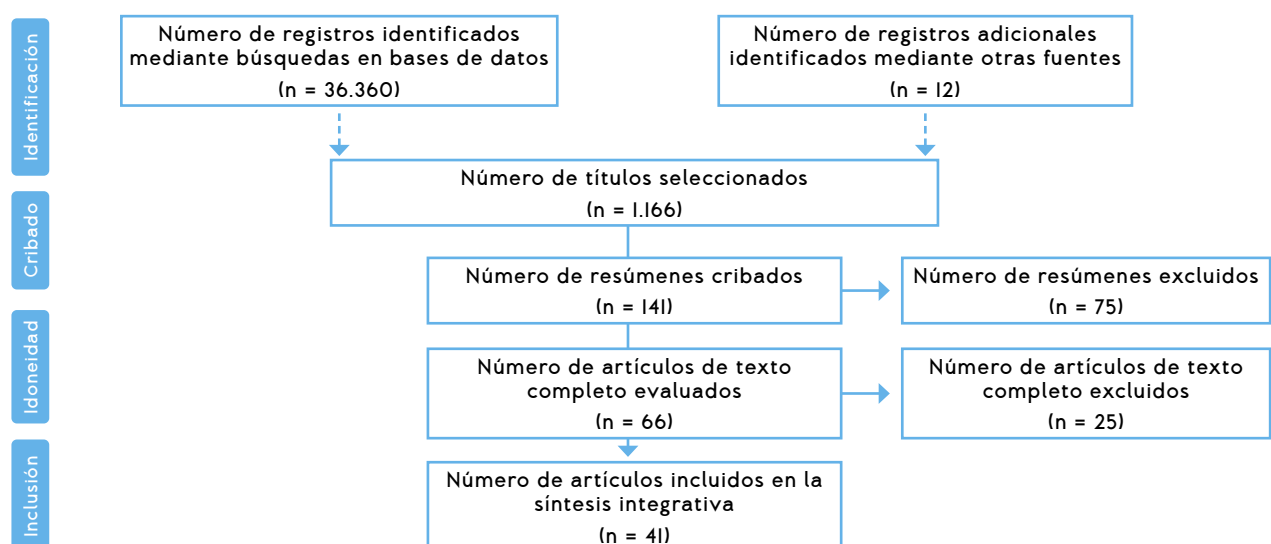 Identificación
Número de registros identificados
mediante búsquedas en bases de datos
(n = 36.360)
Número de registros adicionales
identificados mediante otras fuentes
(n = 12)
Número de títulos seleccionados
(n = 1.166)
Cribado
Número de resúmenes cribados
(n = 141)
Número de resúmenes excluidos
(n = 75)
Idoneidad
Número de artículos de texto
completo evaluados
(n = 66)
Número de artículos de texto
completo excluidos
(n = 25)
Inclusión
Número de artículos incluidos en la
síntesis integrativa
(n = 41)